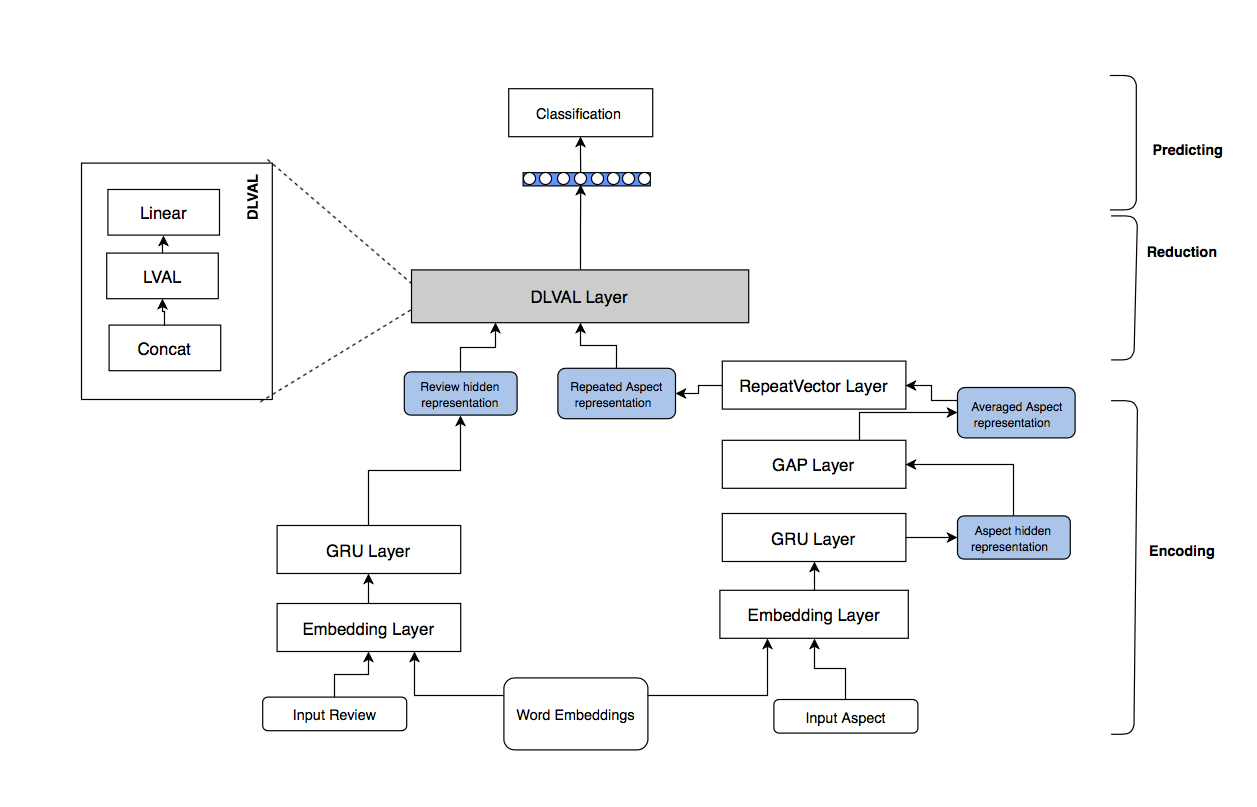 Classification
Predicting
DLVAL
Linear
LVAL
Concat
Reduction
DLVAL Layer
Review hidden
representation
Repeated Aspect
representation
RepeatVector Layer
Averaged Aspect
representation
GAP Layer
GRU Layer
Aspect hidden
representation
Encoding
GRU Layer
Embedding Layer
Embedding Layer
Input Review
Word Embeddings
Input Aspect